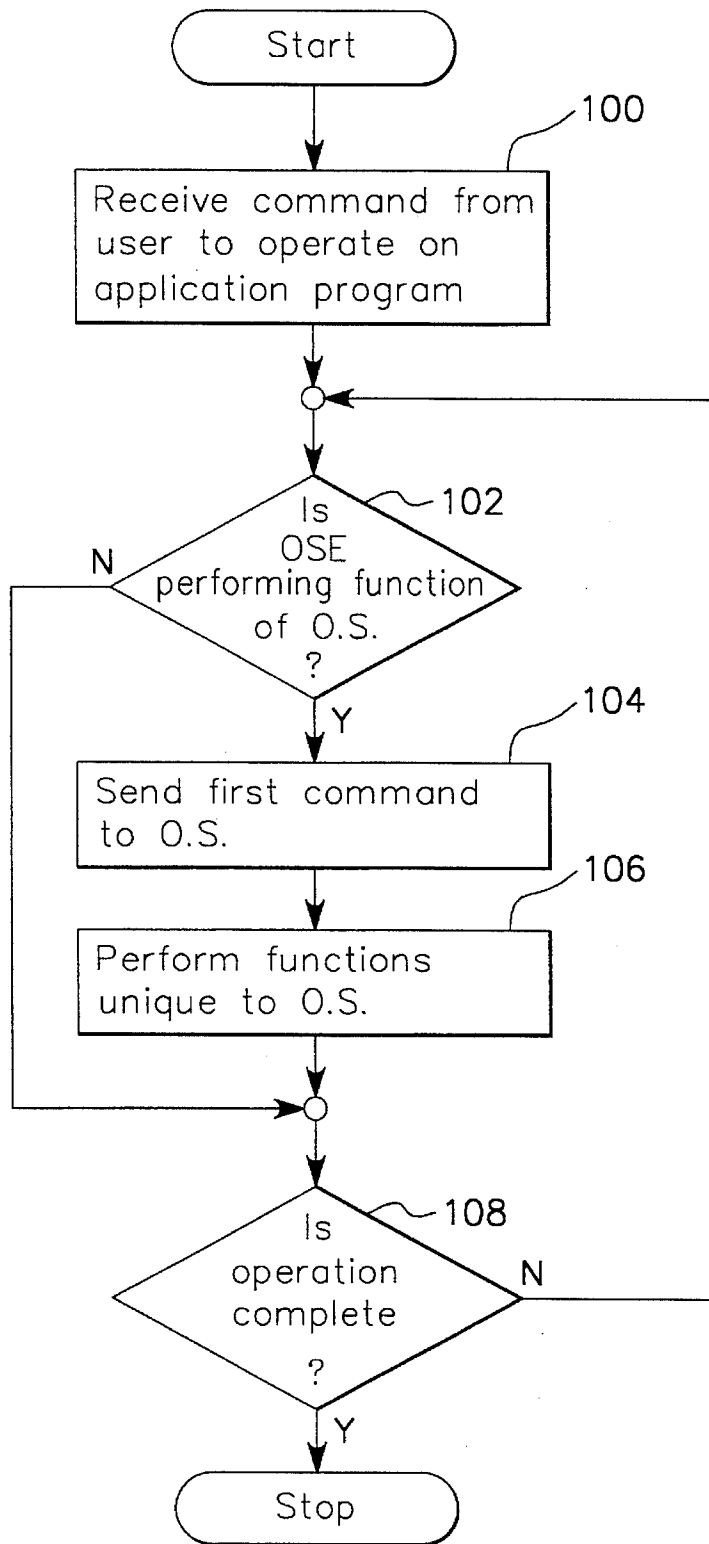 Start
100
Receive command from
user to operate on
application program
102
Is
OSE
performing function
of O.S.
?
N
Y
104
Send first command
to O.S.
106
Perform functions
unique to O.S.
108
Is
operation
complete
?
N
Y
Stop